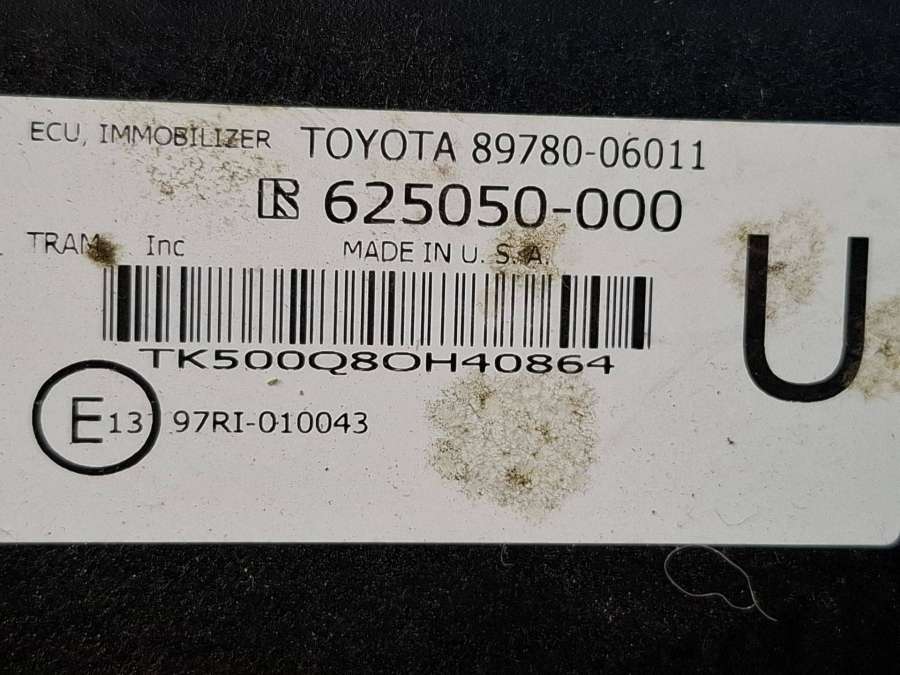 ECU, IMMOBILIZER TOYOTA 89780-06011
625050-000
TRAM Inc MADE IN U.S.A.
U
TK500Q8OH40864
E13 97RI-010043